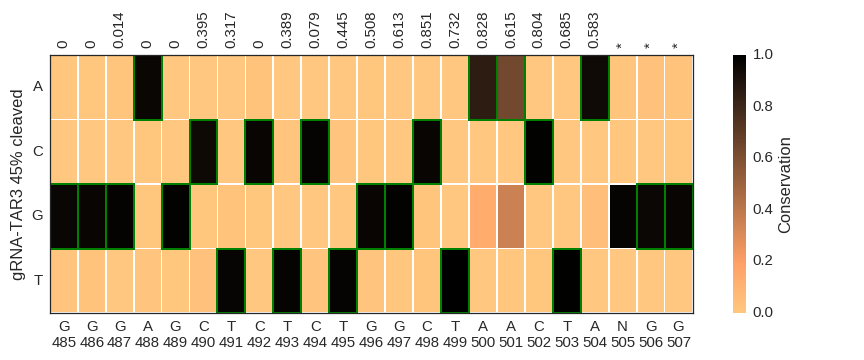 0 0 0.014 0 0 0.395 0.317 0 0.389 0.079 0.445 0.508 0.613 0.851 0.732 0.828 0.615 0.804 0.685 0.583 * * *
gRNA-TAR3 45% cleaved
A
C
G
T
G G G A G C T C T C T G G C T A A C T A N G G
485 486 487 488 489 490 491 492 493 494 495 496 497 498 499 500 501 502 503 504 505 506 507
1.0
0.8
0.6
0.4
0.2
0.0
Conservation